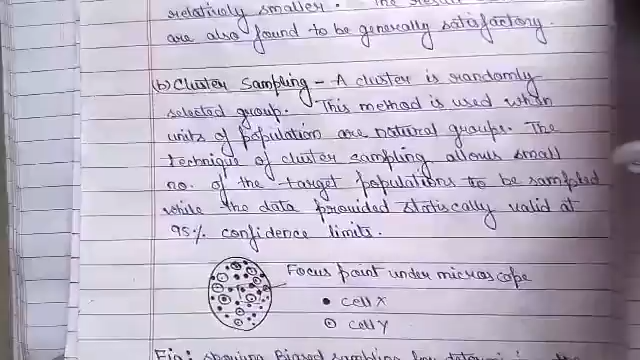 relatively smaller. The result
are also found to be generally satisfactory.
(b) Cluster Sampling - A cluster is randomly
selected group. This method is used when
units of population are natural groups. The
technique of cluster sampling allows small
no. of the target populations to be sampled
while the data provided statiscally valid at
95% confidence limits.
Focus point under microscope
cell X
cell Y
Fig: showing Biased sampling for the